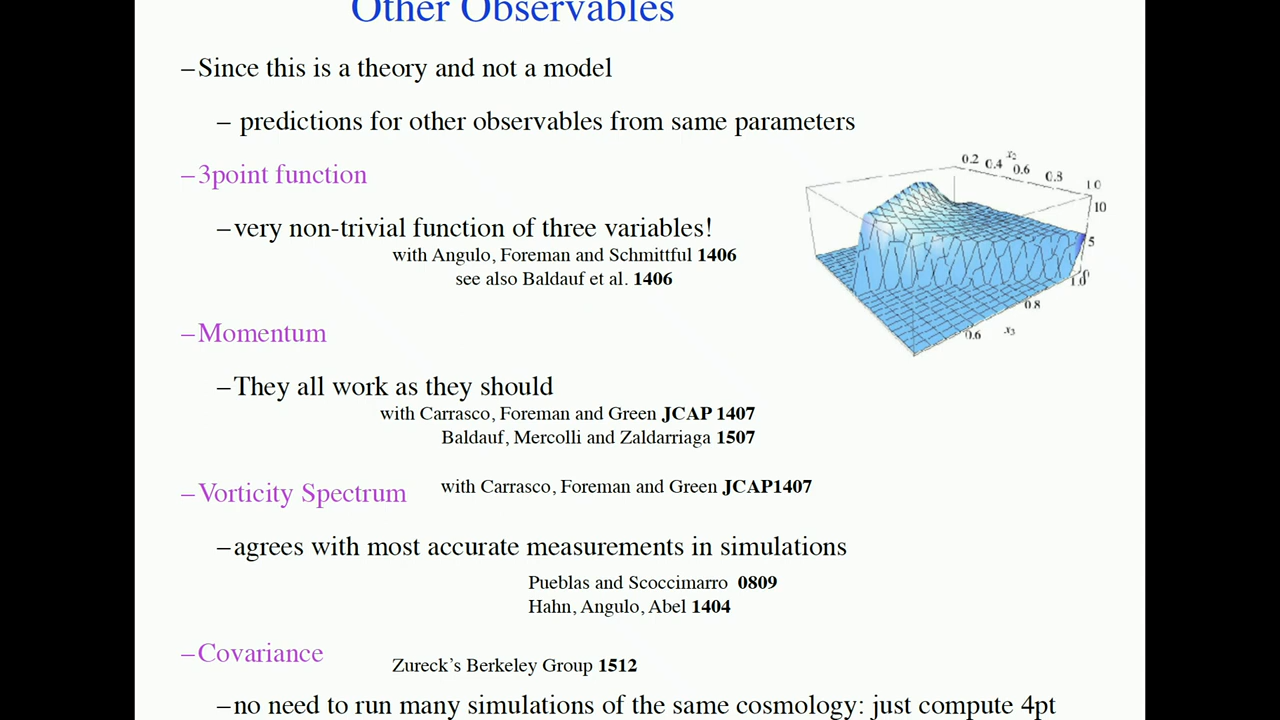 Other Observables
–Since this is a theory and not a model
– predictions for other observables from same parameters
–3point function
–very non-trivial function of three variables!
with Angulo, Foreman and Schmittful 1406
see also Baldauf et al. 1406
0.2 0.4 x2 0.6 0.8 1.0
10
5
0
1.0
0.8
x3
0.6
–Momentum
–They all work as they should
with Carrasco, Foreman and Green JCAP 1407
Baldauf, Mercolli and Zaldarriaga 1507
–Vorticity Spectrum with Carrasco, Foreman and Green JCAP1407
–agrees with most accurate measurements in simulations
Pueblas and Scoccimarro 0809
Hahn, Angulo, Abel 1404
–Covariance
Zureck's Berkeley Group 1512
–no need to run many simulations of the same cosmology: just compute 4pt